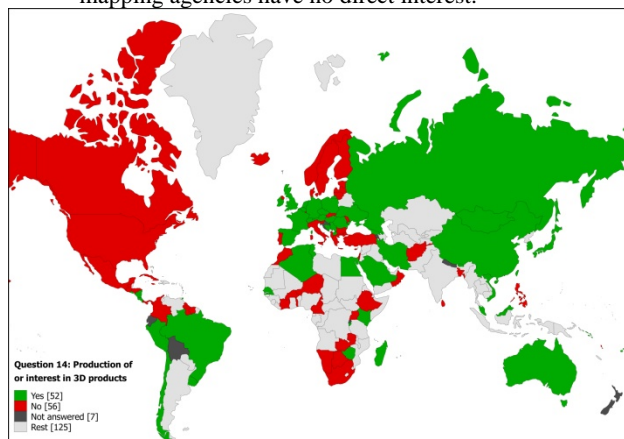 mapping agencies have no direct interest.
Question 14: Production of
or interest in 3D products
Yes [52]
No [56]
Not answered [7]
Rest [125]